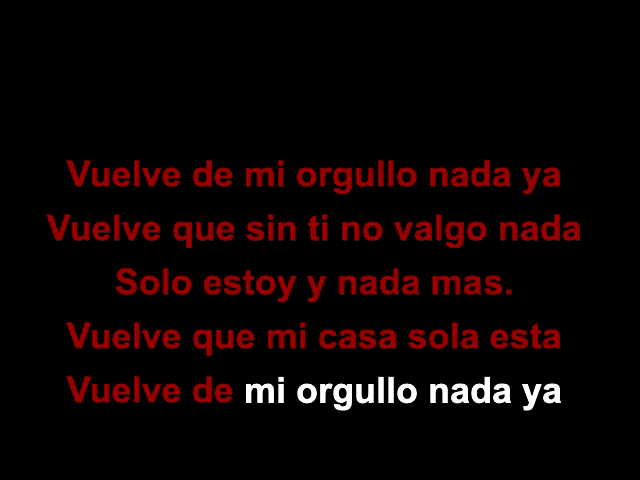 Vuelve de mi orgullo nada ya
Vuelve que sin ti no valgo nada
Solo estoy y nada mas.
Vuelve que mi casa sola esta
Vuelve de mi orgullo nada ya